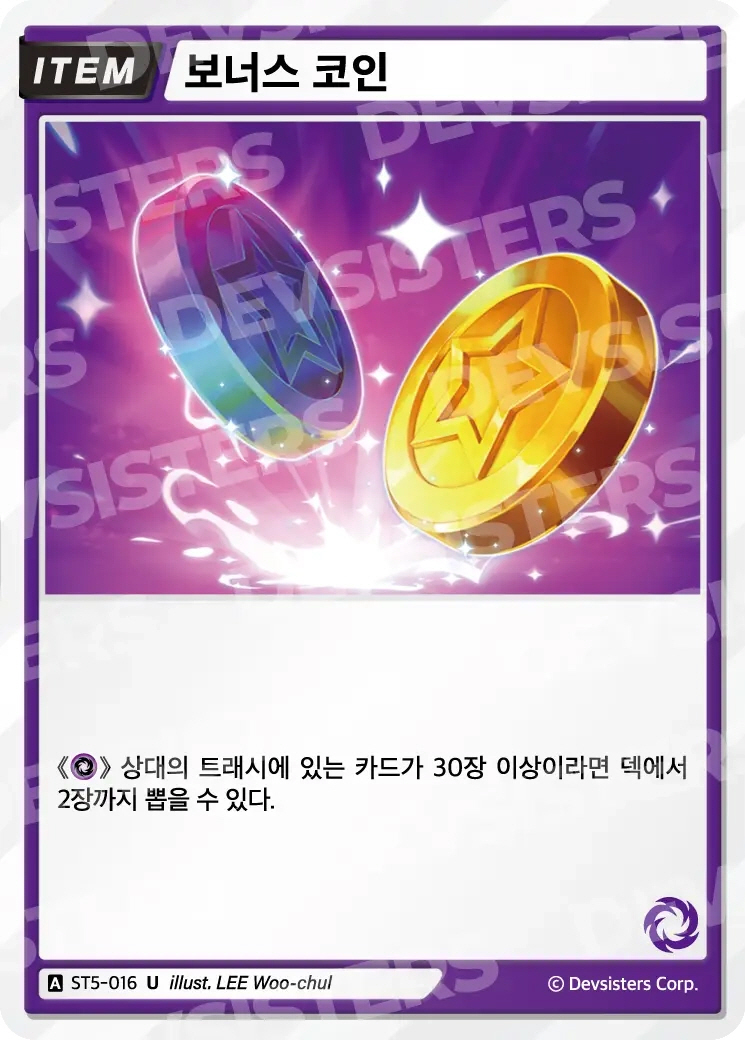 ITEM
보너스 코인
《》 상대의 트래시에 있는 카드가 30장 이상이라면 덱에서
2장까지 뽑을 수 있다.
A ST5-016 U illust. LEE Woo-chul
© Devsisters Corp.
DEVSISTERS